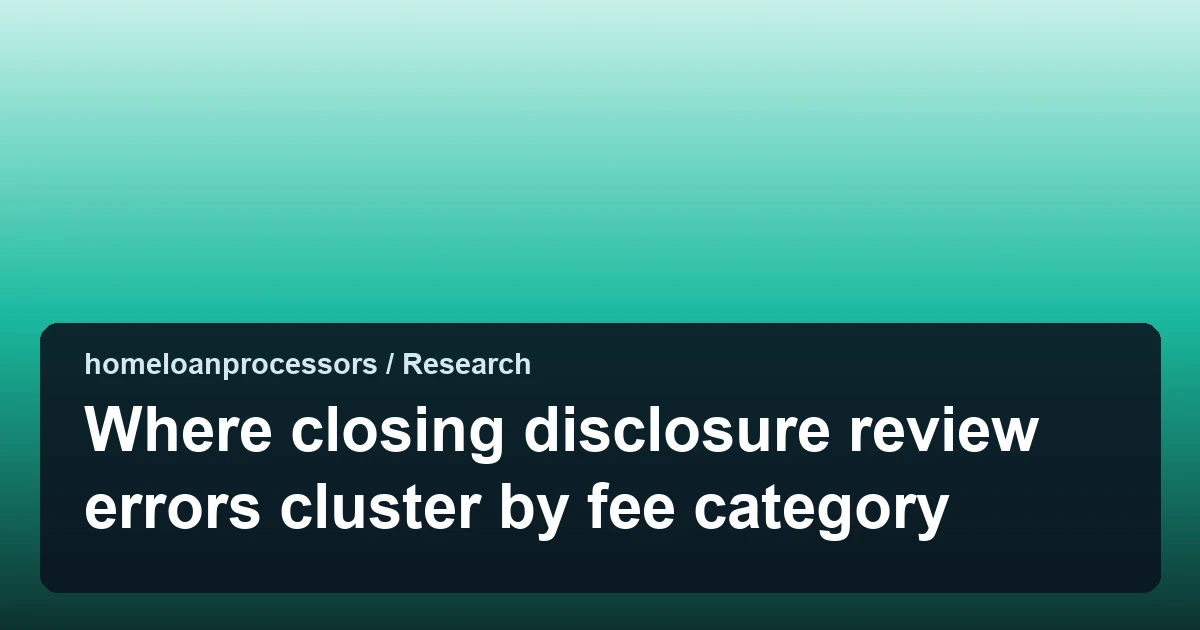 homeloanprocessors / Research
Where closing disclosure review
errors cluster by fee category